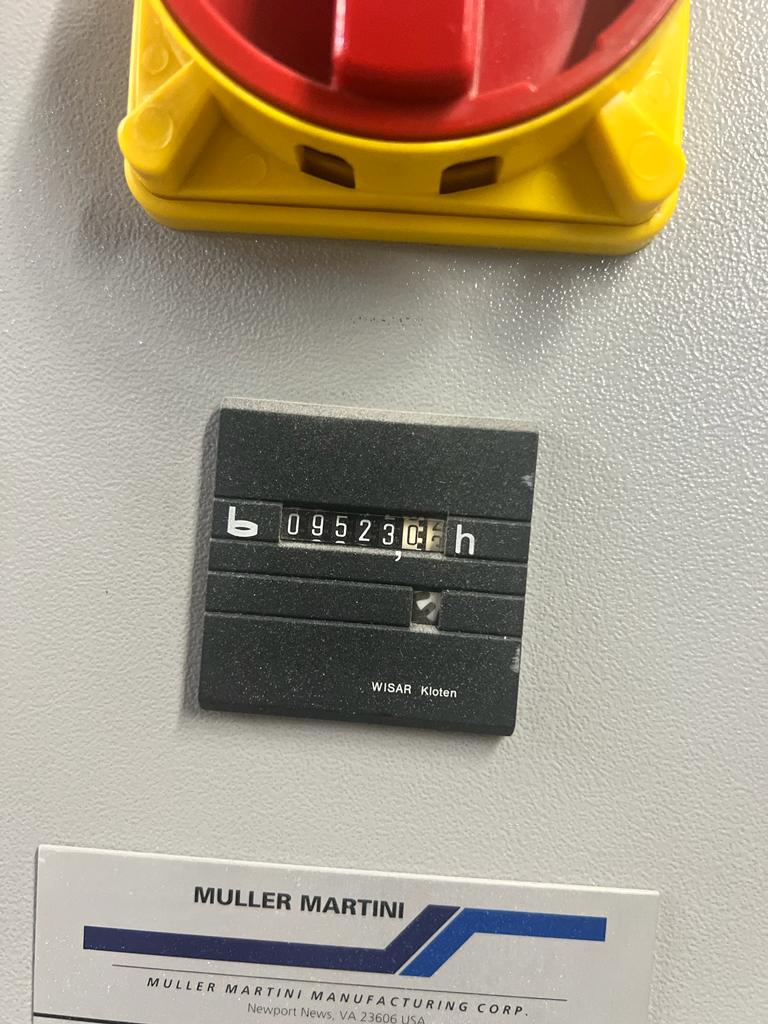 b 09523,0 h
WISAR Kloten
MULLER MARTINI
MULLER MARTINI MANUFACTURING CORP.
Newport News, VA 23606 USA